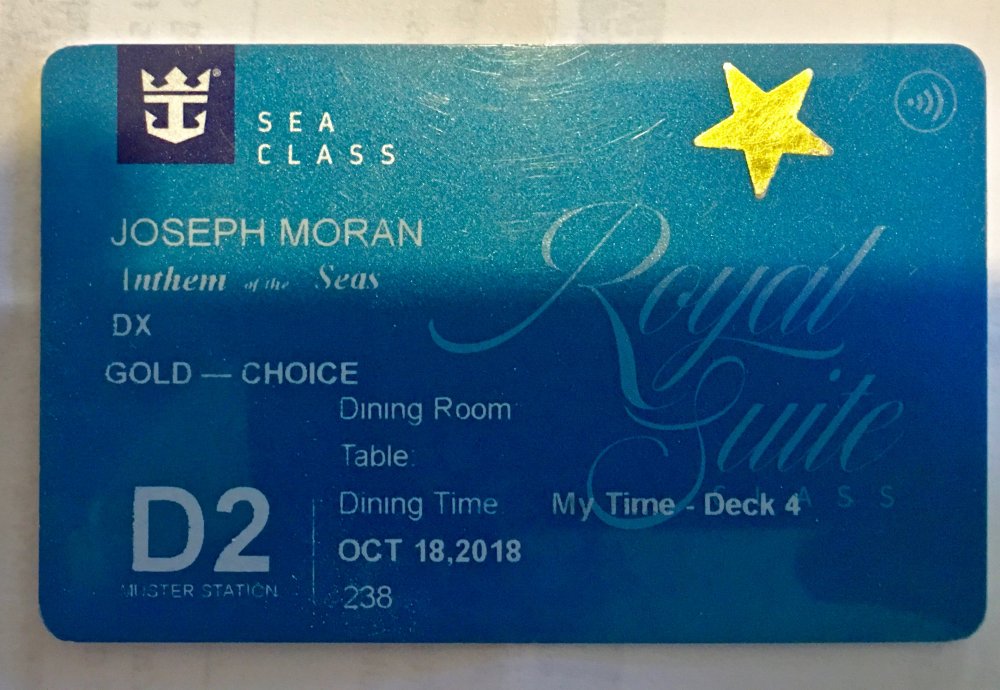 SEA
CLASS
JOSEPH MORAN
Anthem of the Seas
DX
GOLD — CHOICE
Royal
Suite
CLASS
Dining Room
Table
Dining Time My Time - Deck 4
D2
OCT 18,2018
MUSTER STATION
238